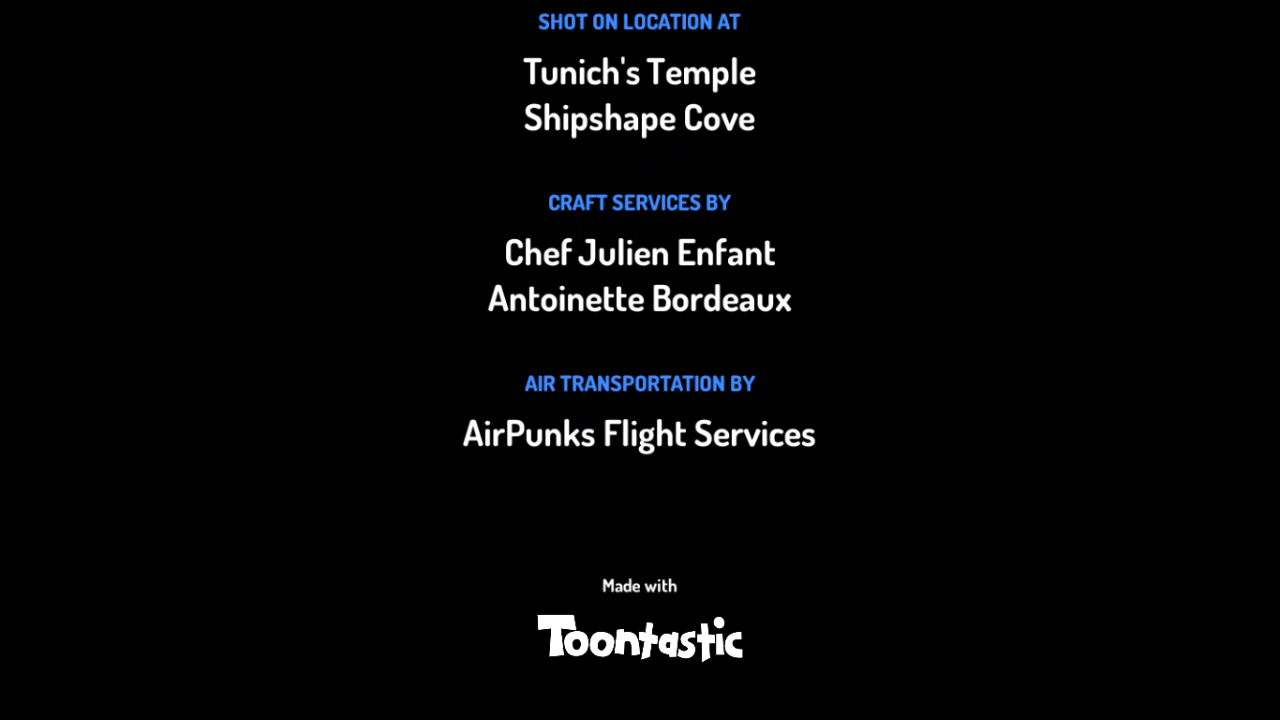 SHOT ON LOCATION AT
Tunich's Temple
Shipshape Cove
CRAFT SERVICES BY
Chef Julien Enfant
Antoinette Bordeaux
AIR TRANSPORTATION BY
AirPunks Flight Services
Made with
Toontastic